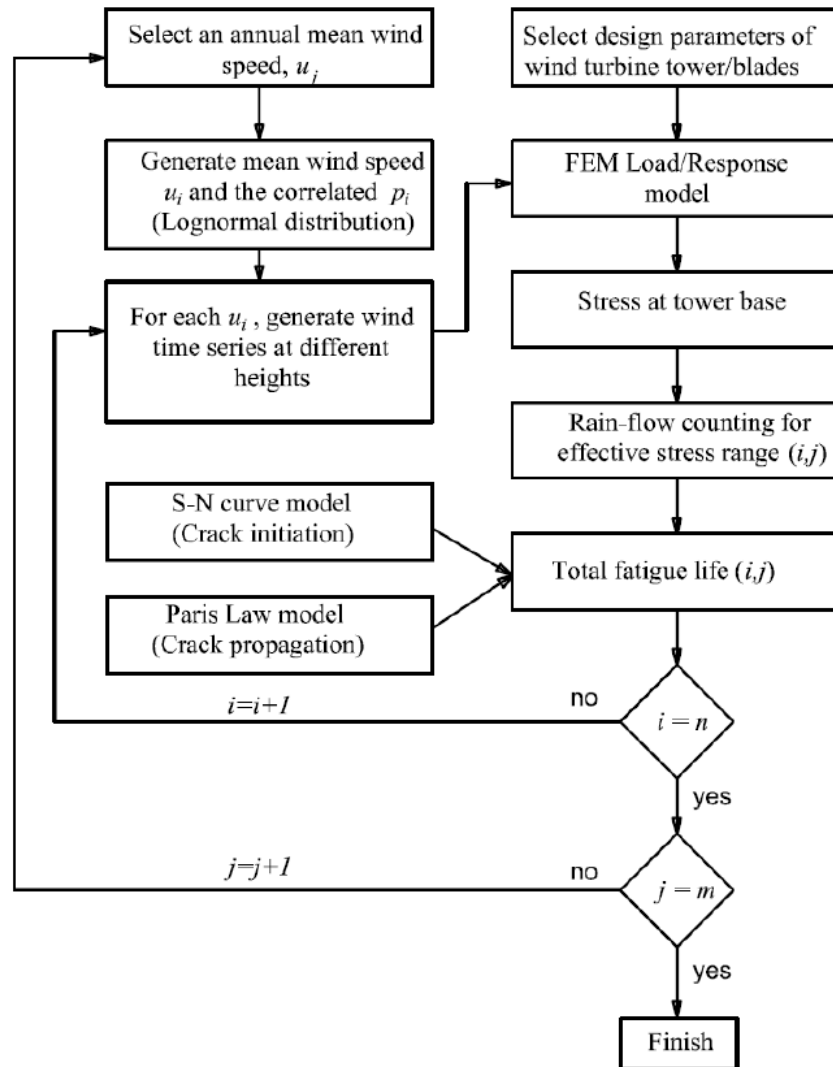 Select an annual mean wind
speed, u_j
Generate mean wind speed
u_i and the correlated p_i
(Lognormal distribution)
For each u_i , generate wind
time series at different
heights
S-N curve model
(Crack initiation)
Paris Law model
(Crack propagation)
Select design parameters of
wind turbine tower/blades
FEM Load/Response
model
Stress at tower base
Rain-flow counting for
effective stress range (i,j)
Total fatigue life (i,j)
i=i+1
no
i = n
yes
j=j+1
no
j = m
yes
Finish